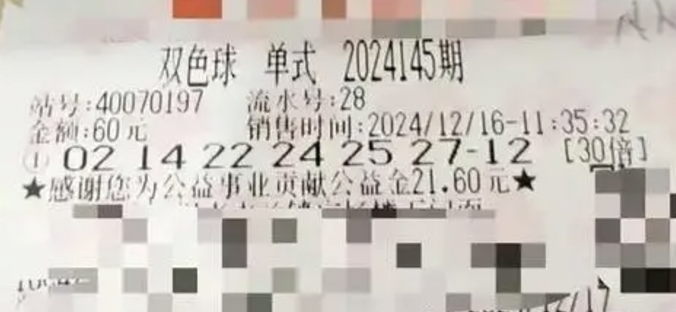 双色球 单式 2024145期
站号:40070197 流水号:28
金额:60元 销售时间:2024/12/16-11:35:32
① 02 14 22 24 25 27-12 [30倍]
★感谢您为公益事业贡献公益金21.60元★